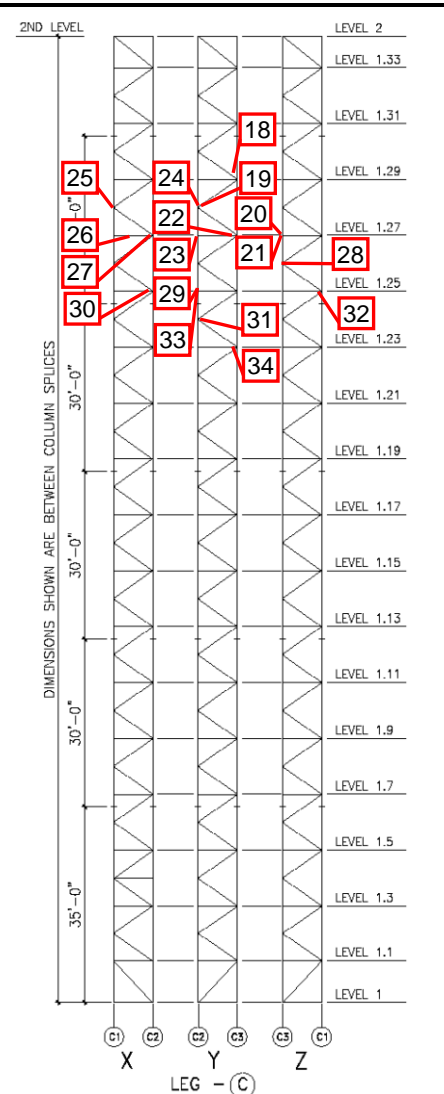 2ND LEVEL
LEVEL 2
LEVEL 1.33
LEVEL 1.31
18
LEVEL 1.29
25
24
19
-0"
22
20
26
LEVEL 1.27
27
23
21
28
30
29
LEVEL 1.25
31
32
33
LEVEL 1.23
34
30'-0"
LEVEL 1.21
LEVEL 1.19
DIMENSIONS SHOWN ARE BETWEEN COLUMN SPLICES
LEVEL 1.17
30'-0"
LEVEL 1.15
LEVEL 1.13
LEVEL 1.11
30'-0"
LEVEL 1.9
LEVEL 1.7
LEVEL 1.5
35'-0"
LEVEL 1.3
LEVEL 1.1
LEVEL 1
C1 C2 C2 C3 C3 C1
X Y Z
LEG - C